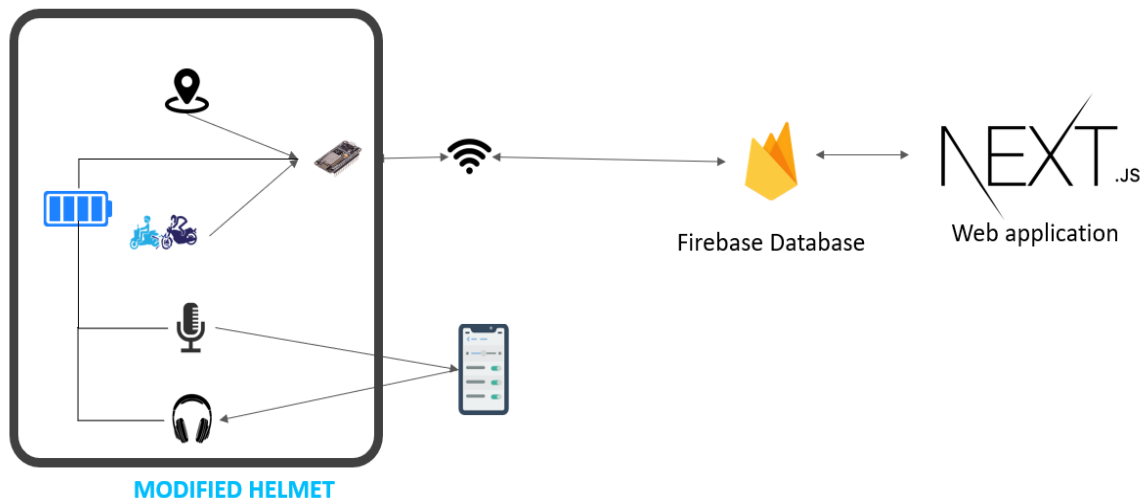 NEXT.JS
Firebase Database
Web application
MODIFIED HELMET